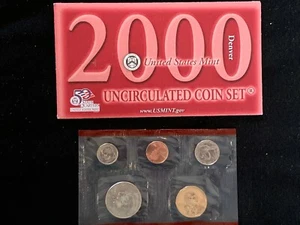 2000
Denver
United States Mint
UNCIRCULATED COIN SET
www.USMINT.gov